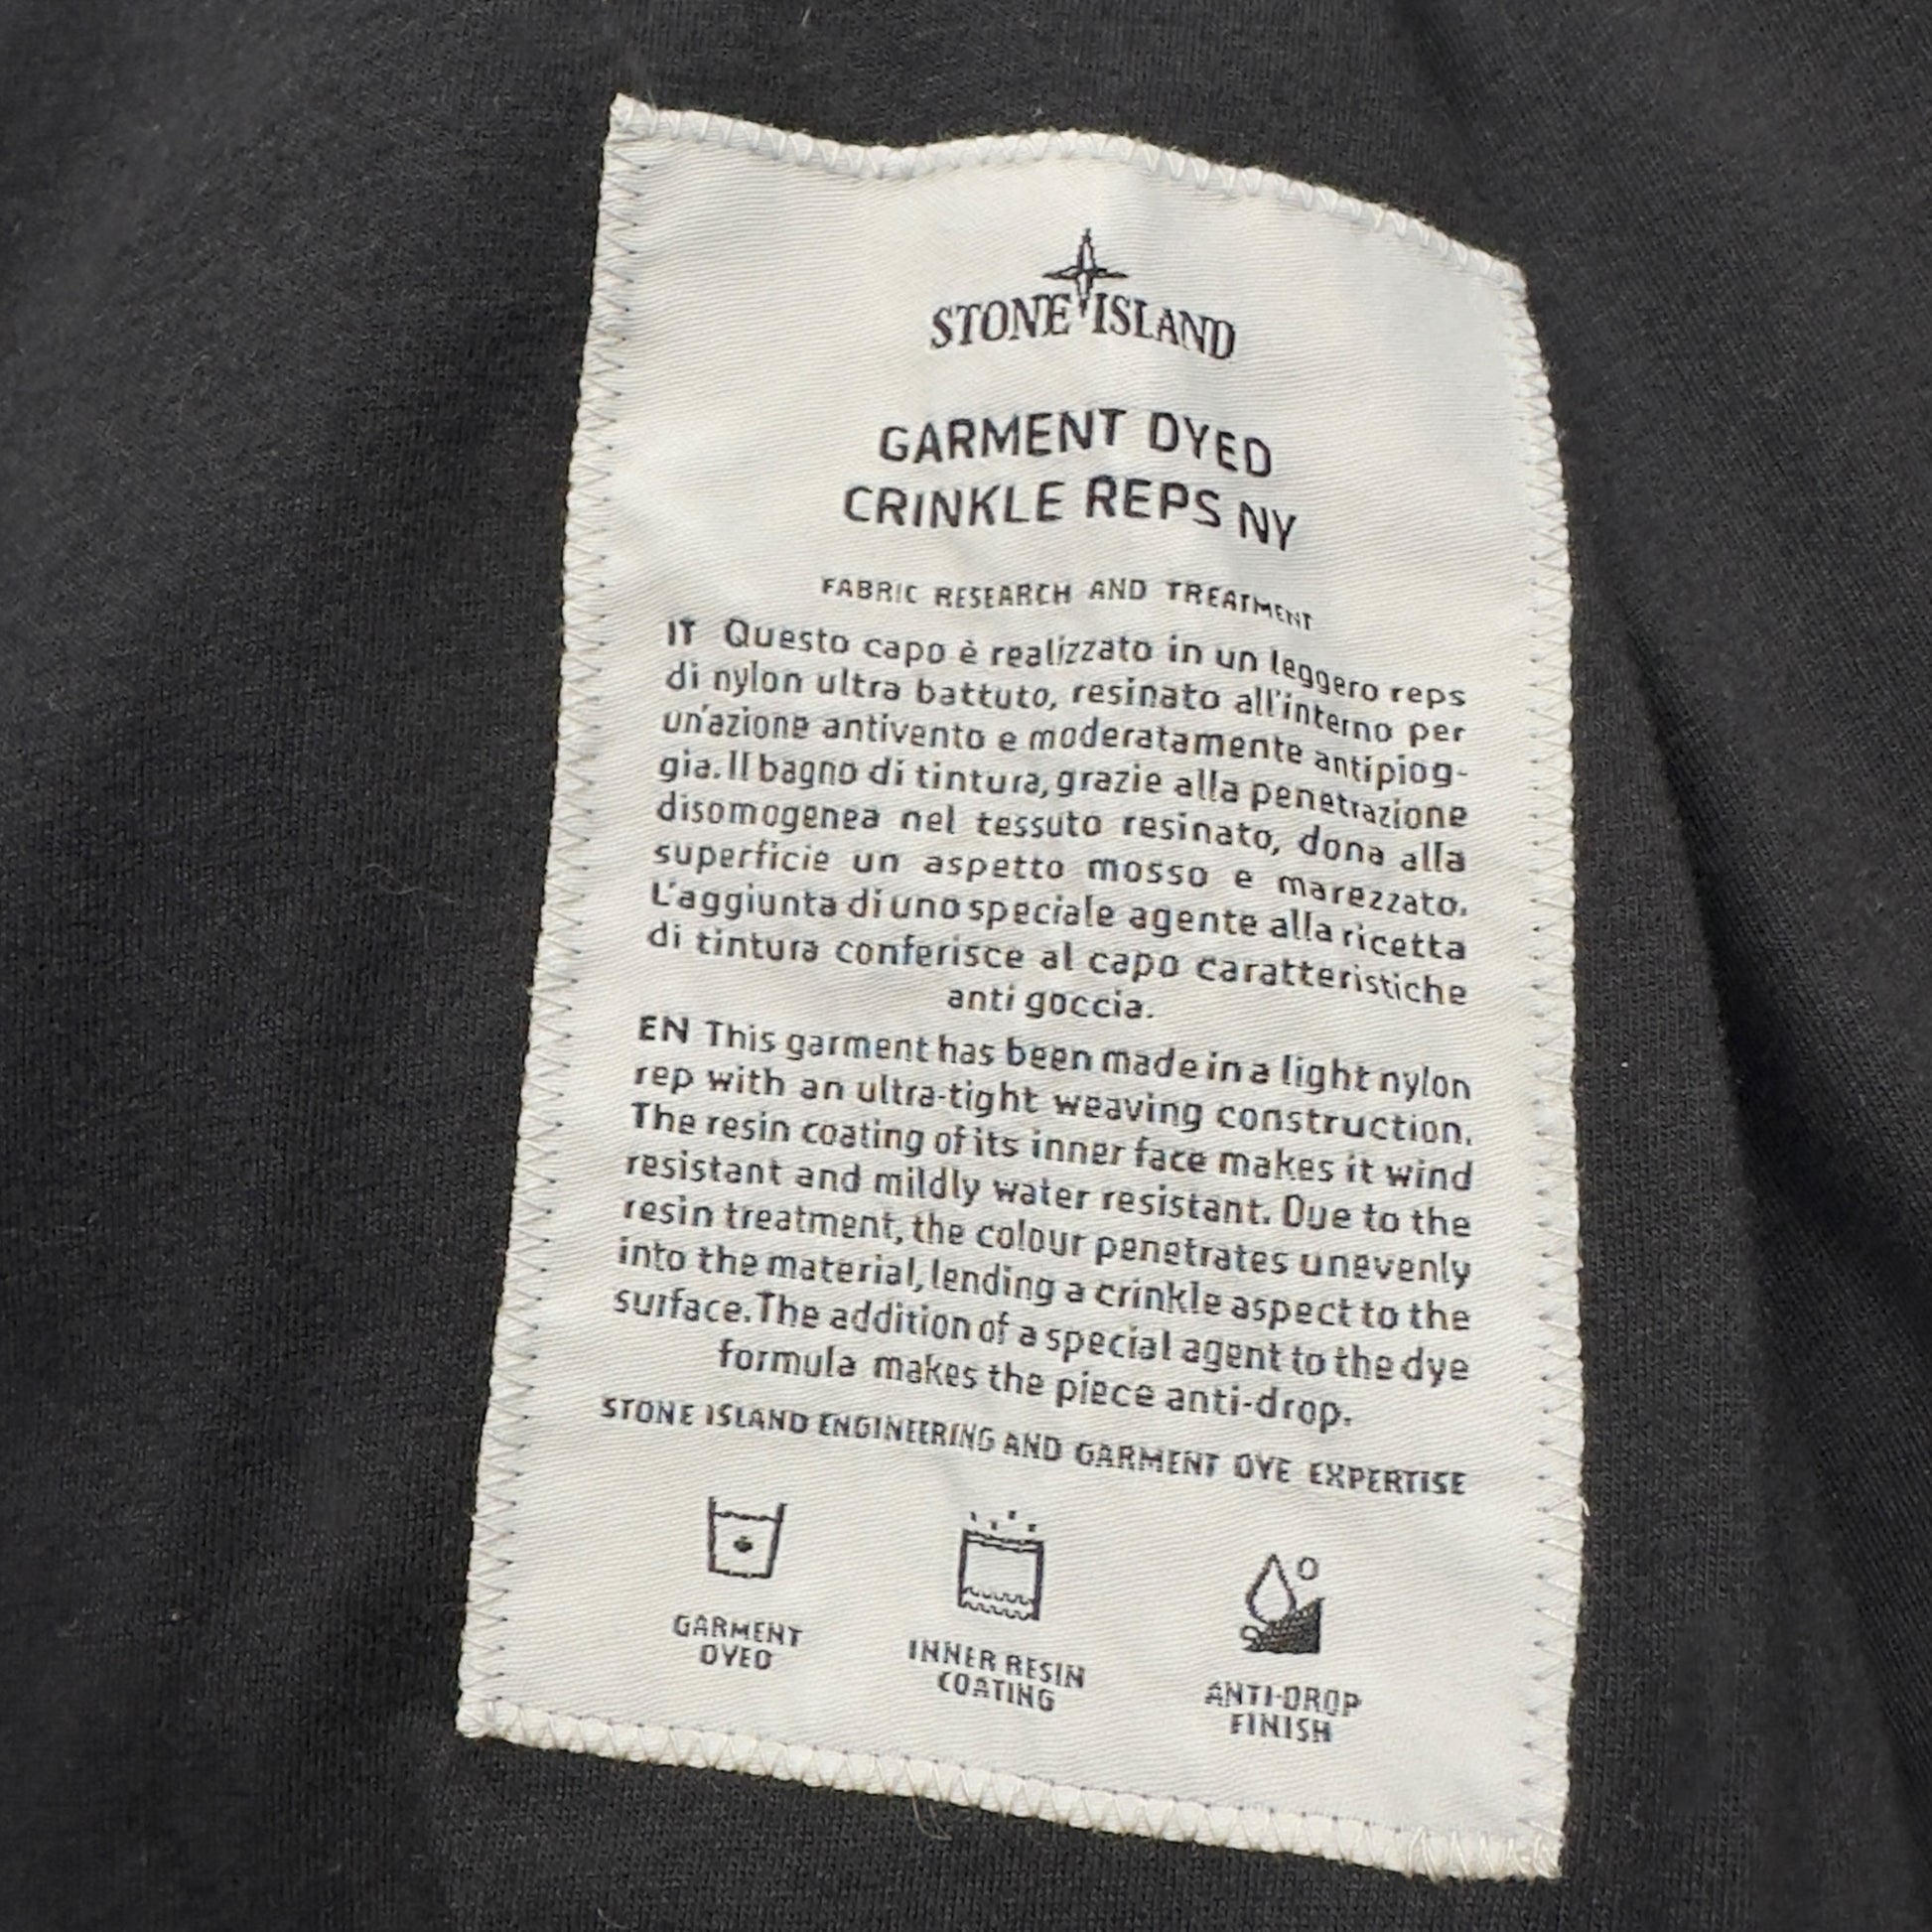 STONE ISLAND
GARMENT DYED
CRINKLE REPS NY
FABRIC RESEARCH AND TREATMENT
IT Questo capo è realizzato in un leggero reps
di nylon ultra battuto, resinato all'interno per
un'azione antivento e moderatamente antipiog-
gia. Il bagno di tintura, grazie alla penetrazione
disomogenea nel tessuto resinato, dona alla
superficie un aspetto mosso e marezzato.
L'aggiunta di uno speciale agente alla ricetta
di tintura conferisce al capo caratteristiche
anti goccia.
EN This garment has been made in a light nylon
rep with an ultra-tight weaving construction.
The resin coating of its inner face makes it wind
resistant and mildly water resistant. Due to the
resin treatment, the colour penetrates unevenly
into the material, lending a crinkle aspect to the
surface. The addition of a special agent to the dye
formula makes the piece anti-drop.
STONE ISLAND ENGINEERING AND GARMENT DYE EXPERTISE
GARMENT
DYED
INNER RESIN
COATING
ANTI-DROP
FINISH